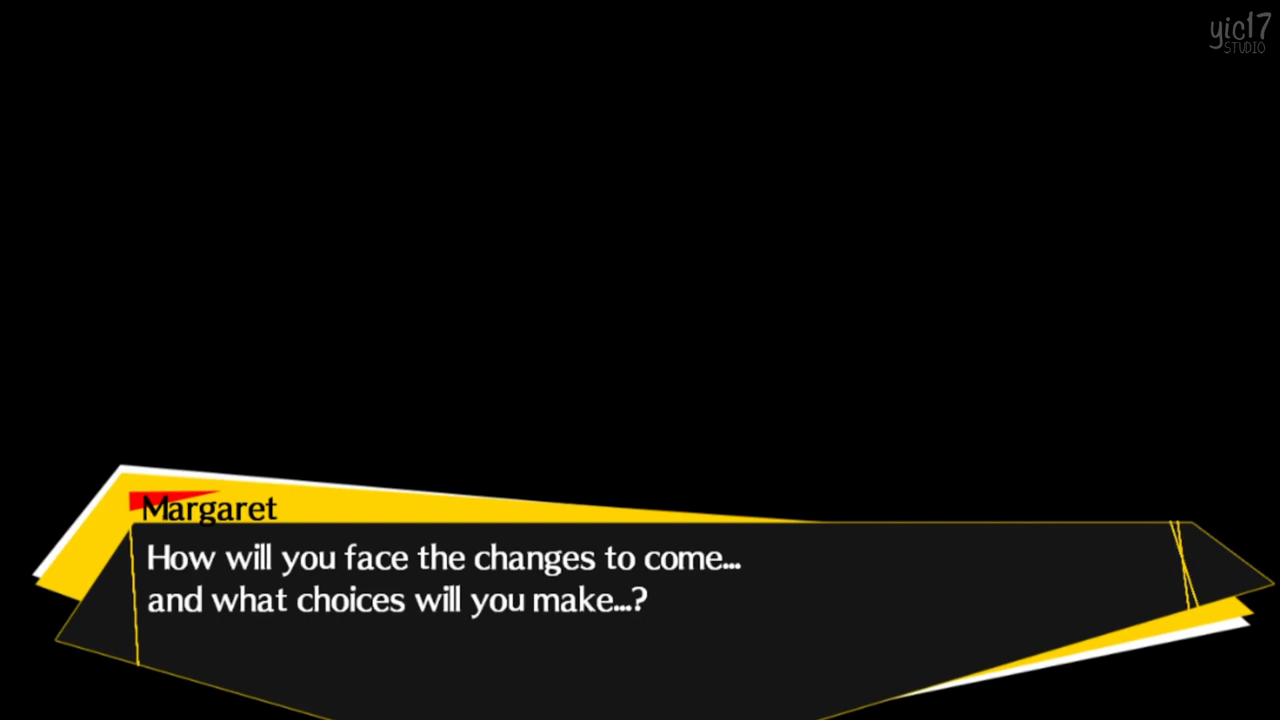 yic17
STUDIO
Margaret
How will you face the changes to come...
and what choices will you make...?